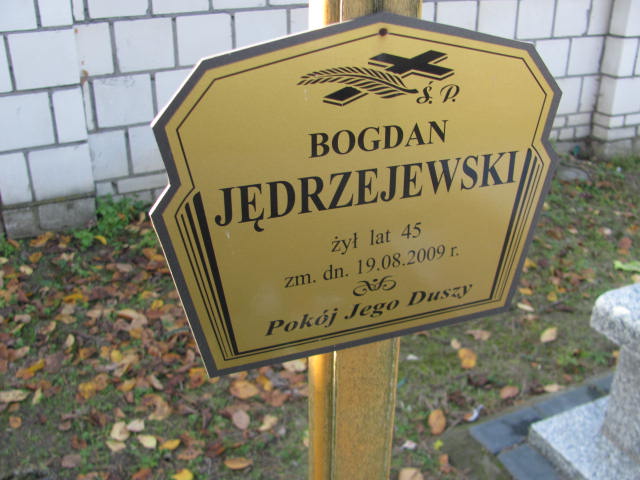 Ś. P.
BOGDAN
JĘDRZEJEWSKI
żył lat 45
zm. dn. 19.08.2009 r.
Pokój Jego Duszy